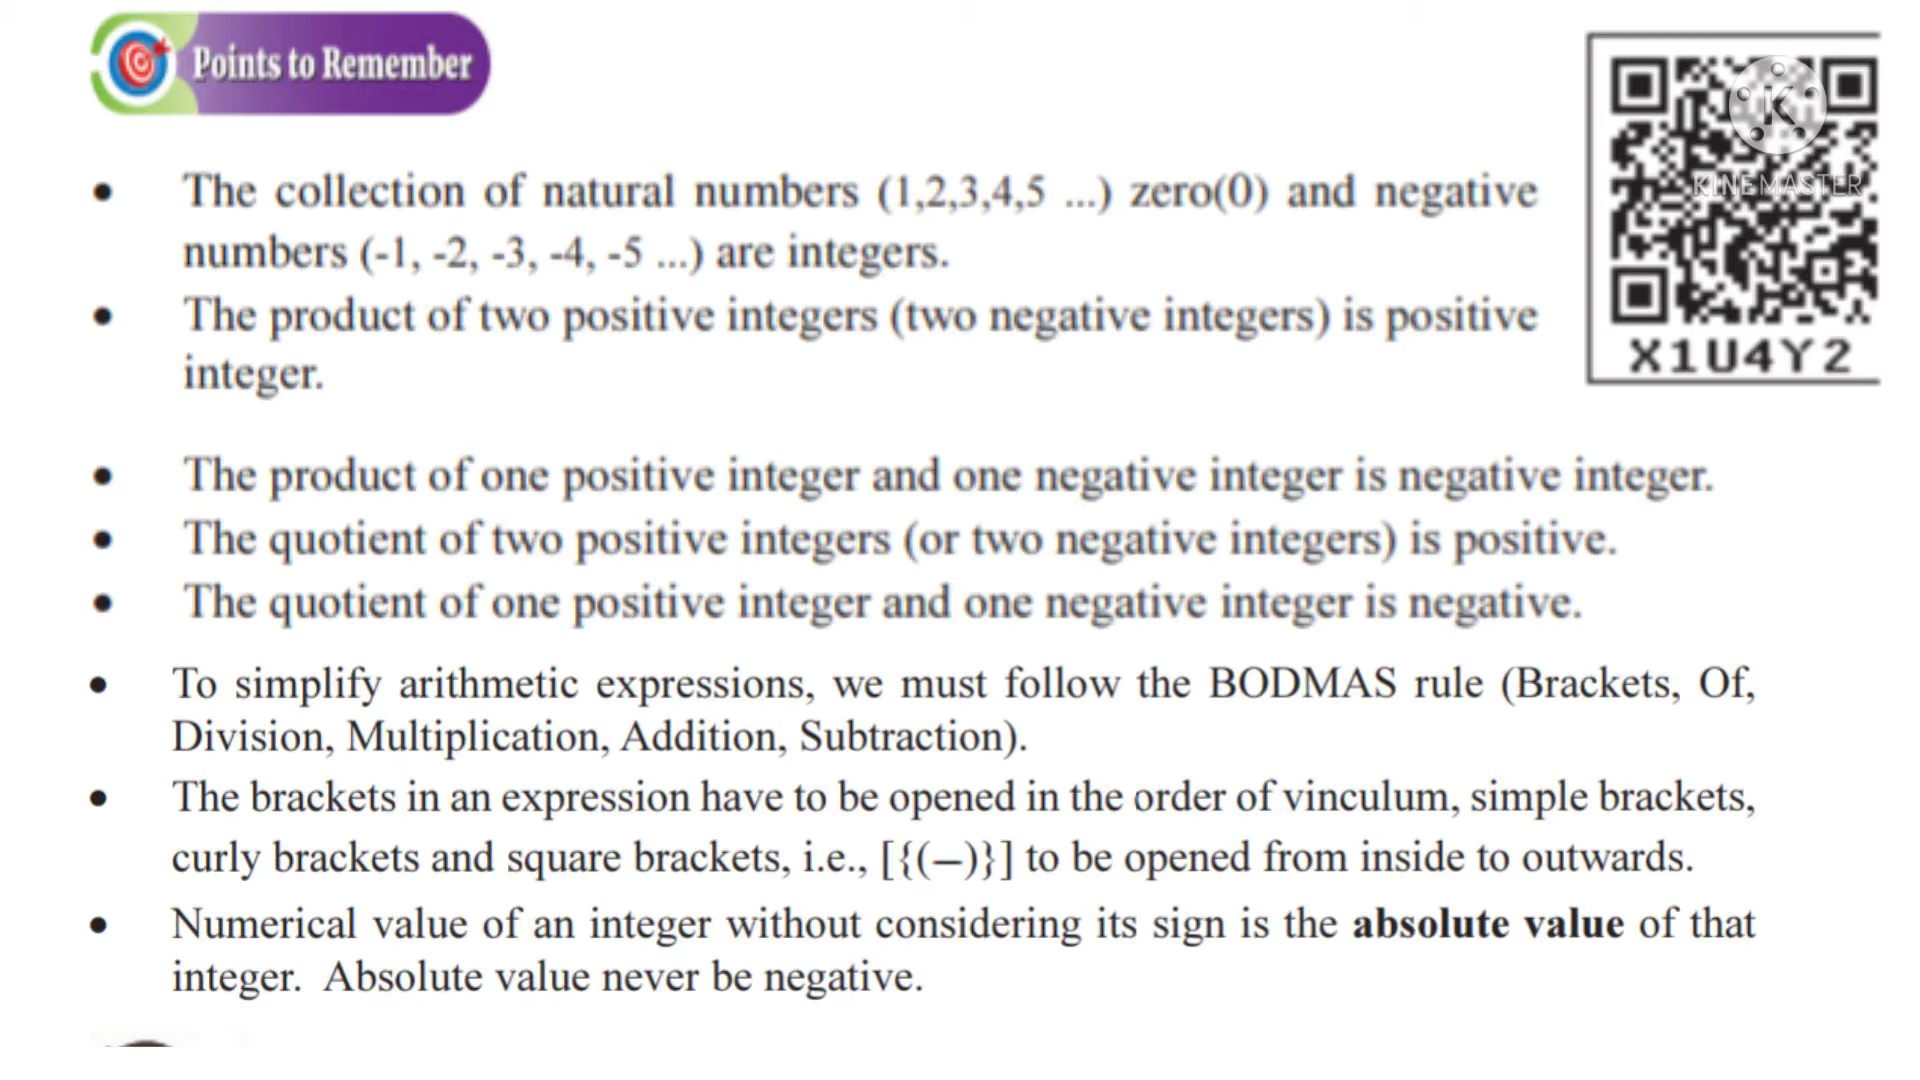 Points to Remember
• The collection of natural numbers (1,2,3,4,5 ...) zero(0) and negative
numbers (-1, -2, -3, -4, -5 ...) are integers.
• The product of two positive integers (two negative integers) is positive
integer.
K
KINEMASTER
X1U4Y2
• The product of one positive integer and one negative integer is negative integer.
• The quotient of two positive integers (or two negative integers) is positive.
• The quotient of one positive integer and one negative integer is negative.
• To simplify arithmetic expressions, we must follow the BODMAS rule (Brackets, Of,
Division, Multiplication, Addition, Subtraction).
• The brackets in an expression have to be opened in the order of vinculum, simple brackets,
curly brackets and square brackets, i.e., [{(–)}] to be opened from inside to outwards.
• Numerical value of an integer without considering its sign is the absolute value of that
integer. Absolute value never be negative.